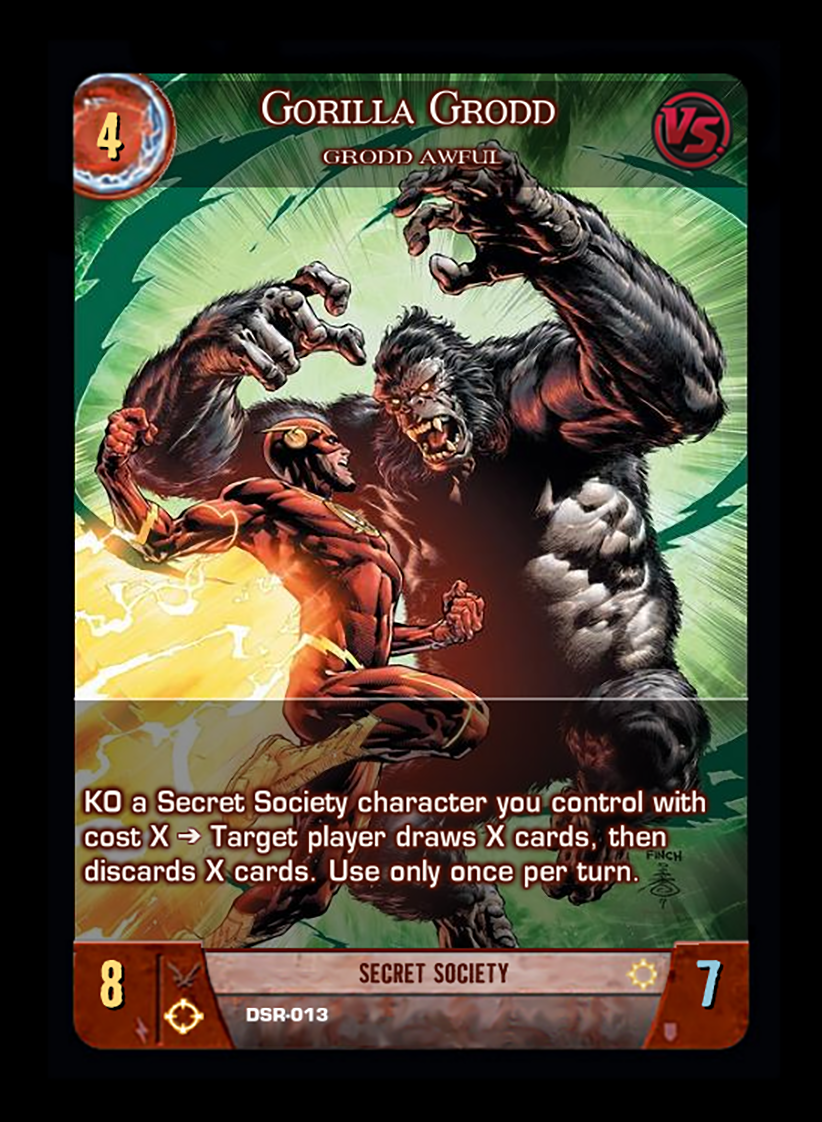 4
Gorilla Grodd
VS.
GRODD AWFUL
KO a Secret Society character you control with
cost X ➔ Target player draws X cards, then
discards X cards. Use only once per turn.
FINCH
8
SECRET SOCIETY
7
DSR-013